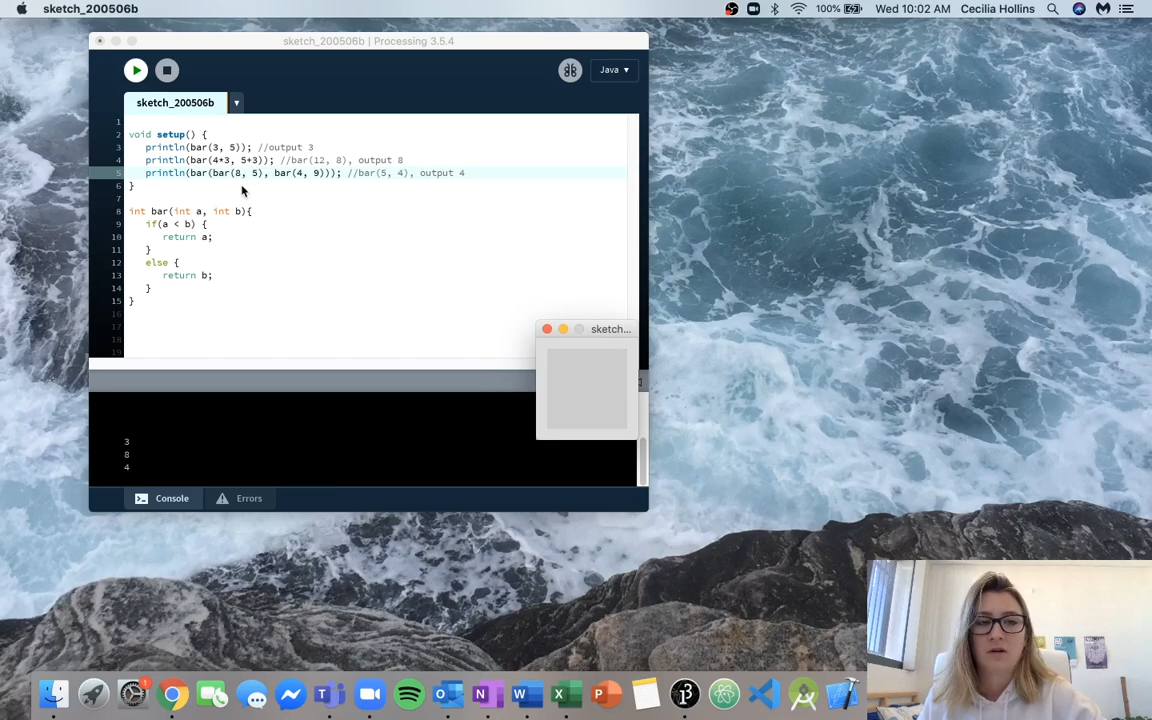 sketch_200506b 100% Wed 10:02 AM Cecilia Hollins
sketch_200506b | Processing 3.5.4
Java ▾
sketch_200506b ▾
1
2 void setup() {
3 println(bar(3, 5)); //output 3
4 println(bar(4*3, 5+3)); //bar(12, 8), output 8
5 println(bar(bar(8, 5), bar(4, 9))); //bar(5, 4), output 4
6 }
7
8 int bar(int a, int b){
9 if(a < b) {
10 return a;
11 }
12 else {
13 return b;
14 }
15 }
16
17
18
19
sketch...
3
8
4
Console Errors
1